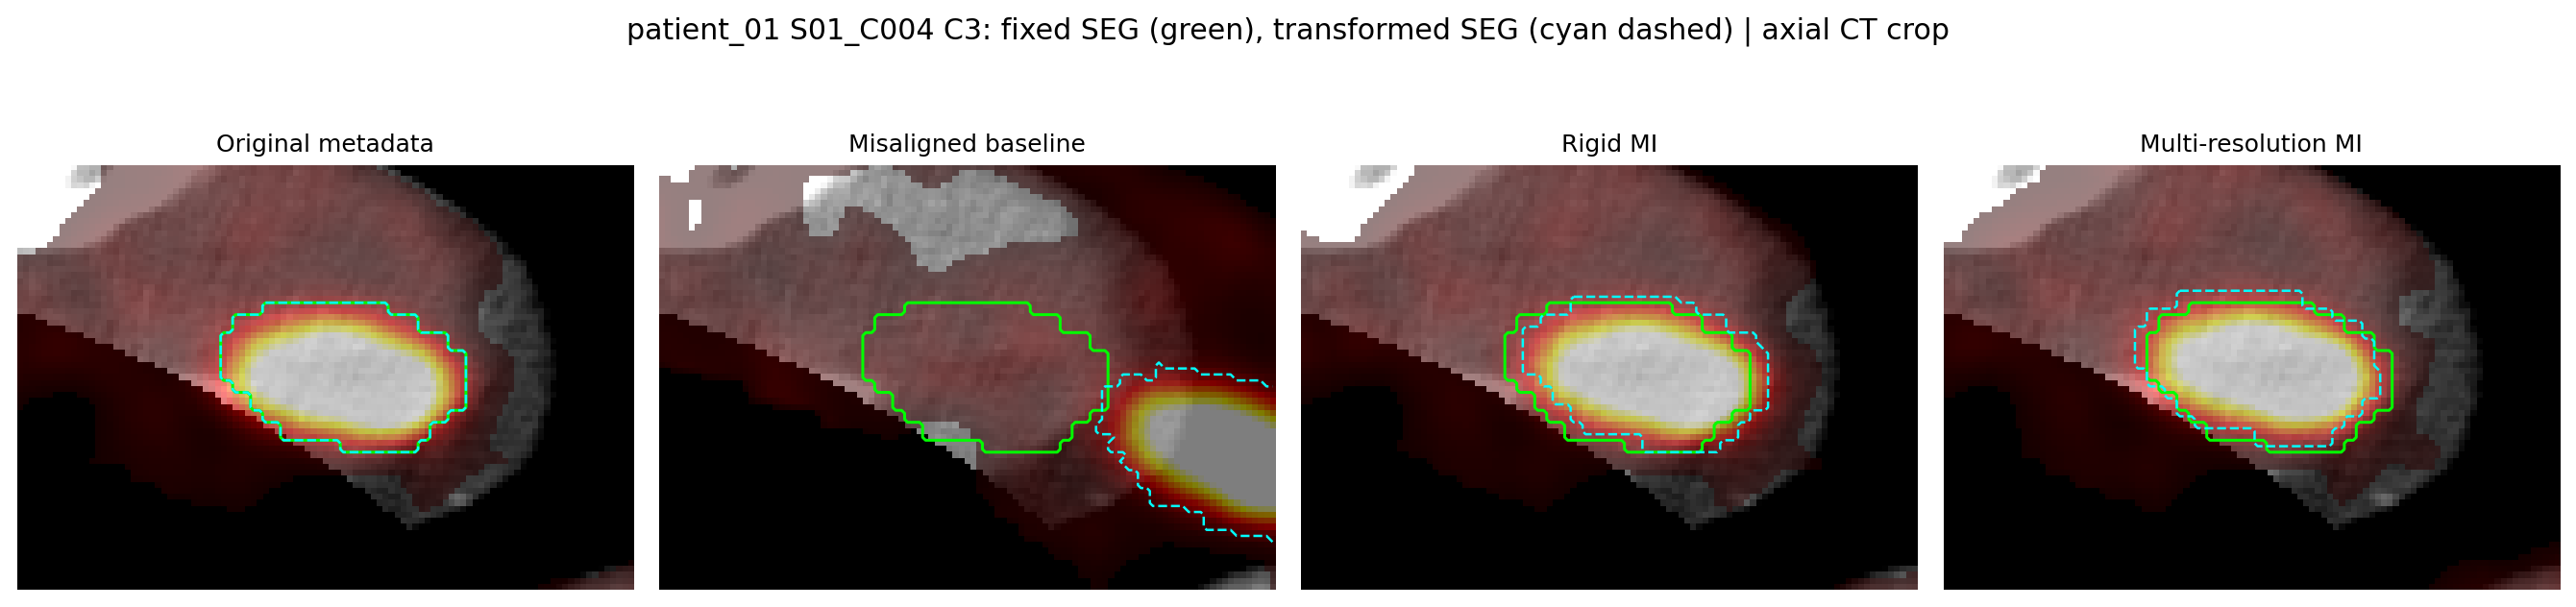 patient_01 S01_C004 C3: fixed SEG (green), transformed SEG (cyan dashed) | axial CT crop
Original metadata
Misaligned baseline
Rigid MI
Multi-resolution MI